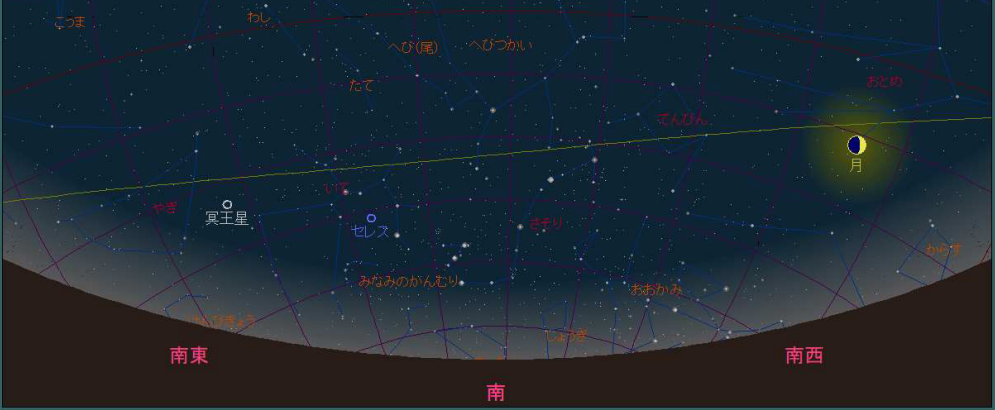 こつま
わし
へび(尾)
へびつかい
たて
おとめ
てんびん
月
いて
やぎ
冥王星
セレス
さそり
からす
みなみのかんむり
おおかみ
じょうぎ
南東
南西
南